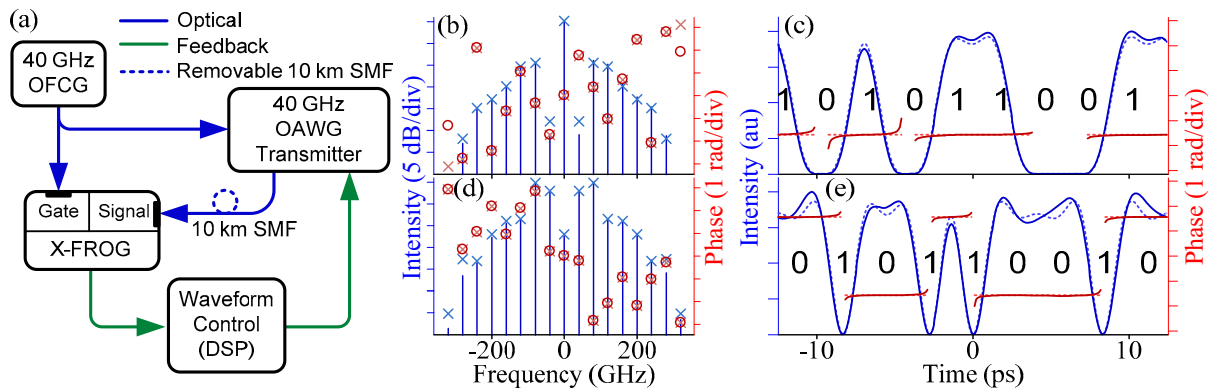 (a)
Optical
Feedback
Removable 10 km SMF
40 GHz
OFCG
40 GHz
OAWG
Transmitter
Gate
Signal
X-FROG
10 km SMF
Waveform
Control
(DSP)
(b)
Intensity (5 dB/div)
Phase (1 rad/div)
(d)
-200
0
200
Frequency (GHz)
(c)
1 0 1 0 1 1 0 0 1
Intensity (au)
Phase (1 rad/div)
(e)
0 1 0 1 1 0 0 1 0
-10
0
10
Time (ps)